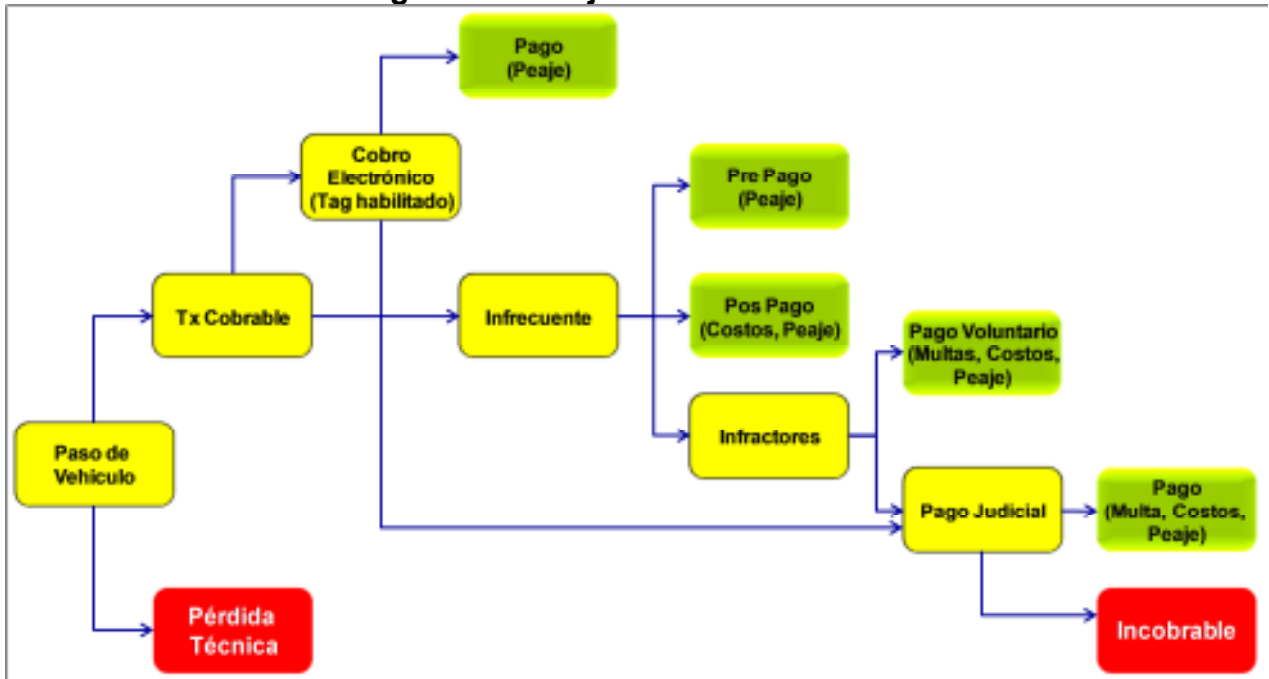 Pago
(Peaje)
Cobro
Electrónico
(Tag habilitado)
Pre Pago
(Peaje)
Tx Cobrable
Infrecuente
Pos Pago
(Costos, Peaje)
Pago Voluntario
(Multas, Costos,
Peaje)
Infractores
Paso de
Vehiculo
Pago Judicial
Pago
(Multa, Costos,
Peaje)
Pérdida
Técnica
Incobrable